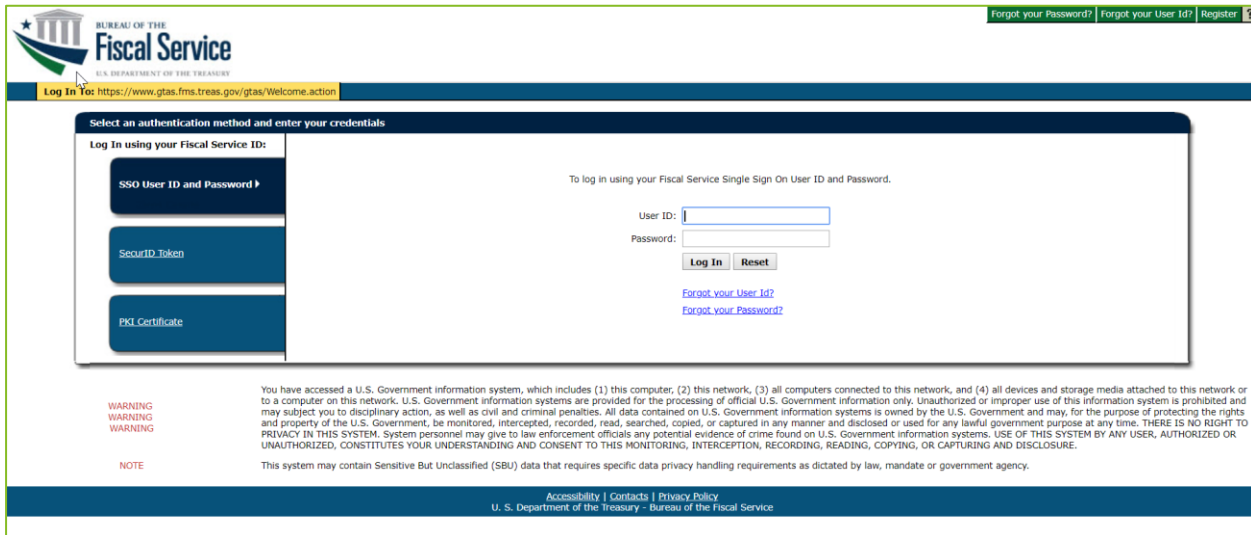 Forgot your Password? Forgot your User Id? Register ?
BUREAU OF THE
Fiscal Service
U.S. DEPARTMENT OF THE TREASURY
Log In To: https://www.gtas.fms.treas.gov/gtas/Welcome.action
Select an authentication method and enter your credentials
Log In using your Fiscal Service ID:
SSO User ID and Password
To log in using your Fiscal Service Single Sign On User ID and Password.
User ID:
Password:
Log In Reset
SecurID Token
Forgot your User Id?
Forgot your Password?
PKI Certificate
WARNING
WARNING
WARNING
You have accessed a U.S. Government information system, which includes (1) this computer, (2) this network, (3) all computers connected to this network, and (4) all devices and storage media attached to this network or
to a computer on this network. U.S. Government information systems are provided for the processing of official U.S. Government information only. Unauthorized or improper use of this information system is prohibited and
may subject you to disciplinary action, as well as civil and criminal penalties. All data contained on U.S. Government information systems is owned by the U.S. Government and may, for the purpose of protecting the rights
and property of the U.S. Government, be monitored, intercepted, recorded, read, searched, copied, or captured in any manner and disclosed or used for any lawful government purpose at any time. THERE IS NO RIGHT TO
PRIVACY IN THIS SYSTEM. System personnel may give to law enforcement officials any potential evidence of crime found on U.S. Government information systems. USE OF THIS SYSTEM BY ANY USER, AUTHORIZED OR
UNAUTHORIZED, CONSTITUTES YOUR UNDERSTANDING AND CONSENT TO THIS MONITORING, INTERCEPTION, RECORDING, READING, COPYING, OR CAPTURING AND DISCLOSURE.
NOTE
This system may contain Sensitive But Unclassified (SBU) data that requires specific data privacy handling requirements as dictated by law, mandate or government agency.
Accessibility | Contacts | Privacy Policy
U. S. Department of the Treasury - Bureau of the Fiscal Service